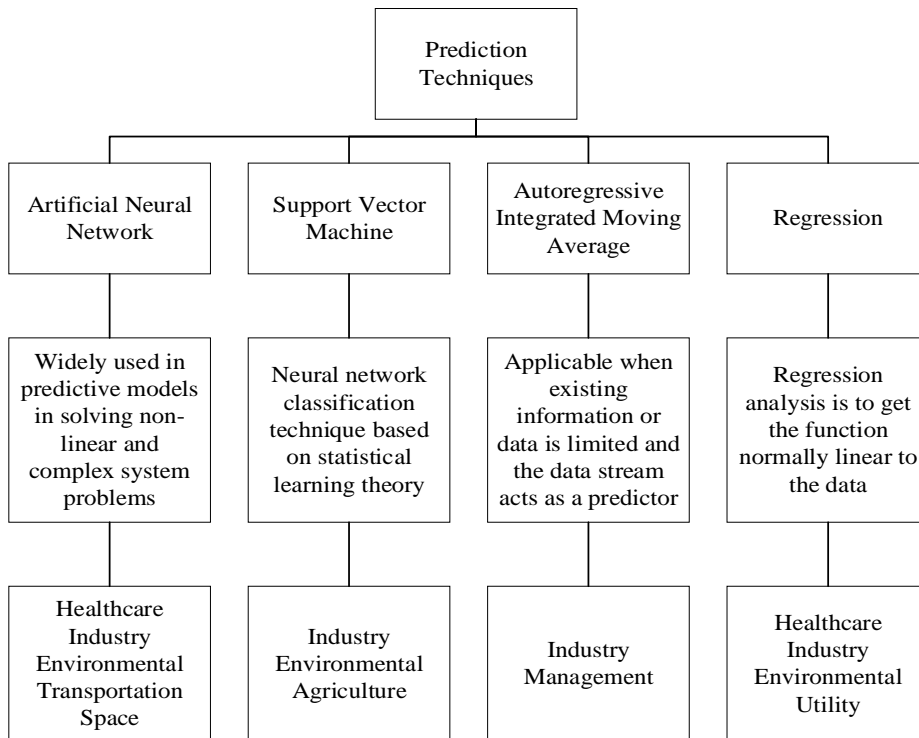 Prediction
Techniques
Artificial Neural
Network
Support Vector
Machine
Autoregressive
Integrated Moving
Average
Regression
Widely used in
predictive models
in solving non-
linear and
complex system
problems
Neural network
classification
technique based
on statistical
learning theory
Applicable when
existing
information or
data is limited and
the data stream
acts as a predictor
Regression
analysis is to get
the function
normally linear to
the data
Healthcare
Industry
Environmental
Transportation
Space
Industry
Environmental
Agriculture
Industry
Management
Healthcare
Industry
Environmental
Utility